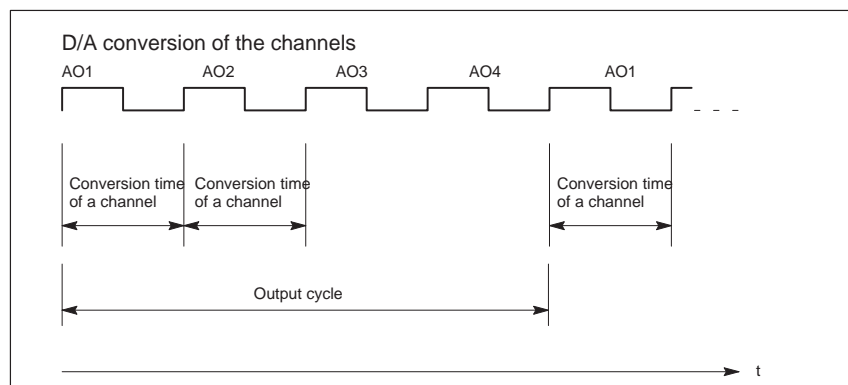 D/A conversion of the channels
AO1 AO2 AO3 AO4 AO1
Conversion time Conversion time Conversion time
of a channel of a channel of a channel
Output cycle
t